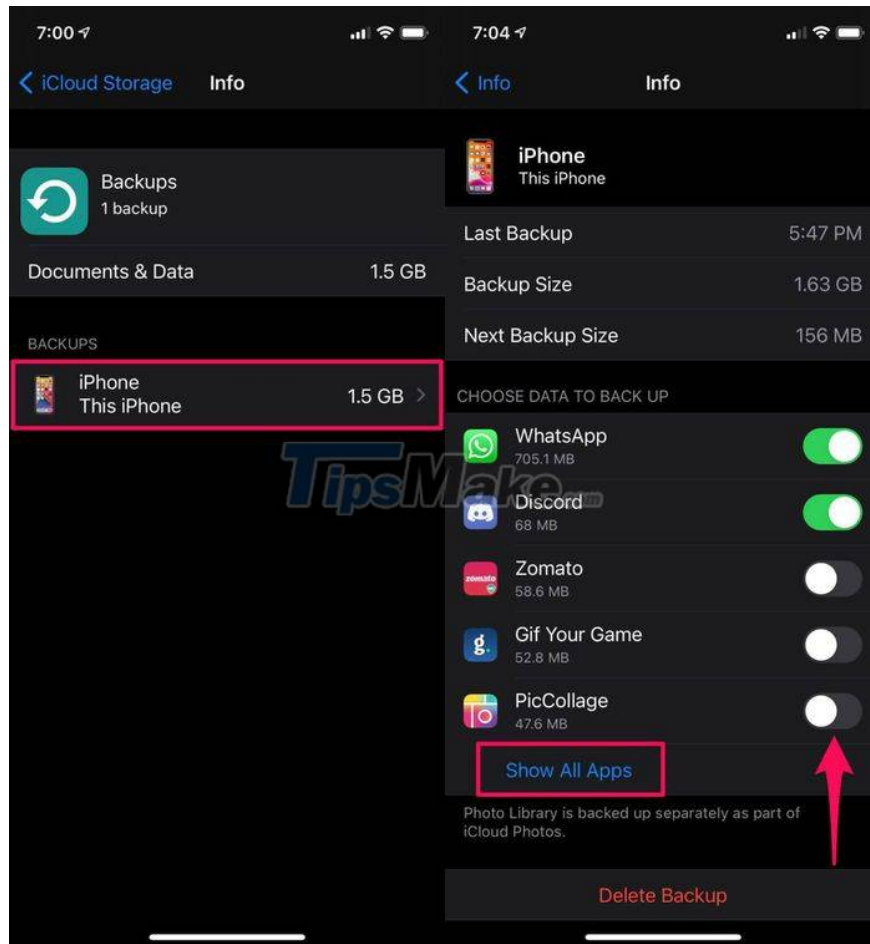 7:00
iCloud Storage Info
Backups
1 backup
Documents & Data 1.5 GB
BACKUPS
iPhone
This iPhone
1.5 GB
7:04
Info Info
iPhone
This iPhone
Last Backup 5:47 PM
Backup Size 1.63 GB
Next Backup Size 156 MB
CHOOSE DATA TO BACK UP
WhatsApp
705.1 MB
Discord
68 MB
Zomato
58.6 MB
zomato
Gif Your Game
52.8 MB
g.
PicCollage
47.6 MB
Show All Apps
Photo Library is backed up separately as part of
iCloud Photos.
Delete Backup
TipsMake.com